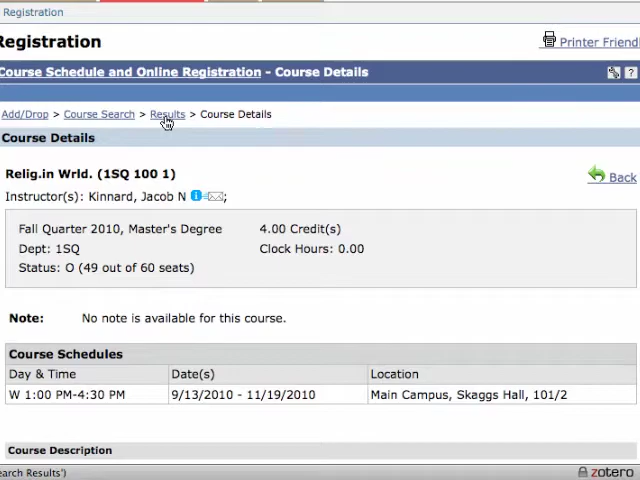 Registration
Registration
Printer Friendl
Course Schedule and Online Registration - Course Details
Add/Drop > Course Search > Results > Course Details
Course Details
Relig.in Wrld. (1SQ 100 1)
Back
Instructor(s): Kinnard, Jacob N ;
Fall Quarter 2010, Master's Degree 4.00 Credit(s)
Dept: 1SQ Clock Hours: 0.00
Status: O (49 out of 60 seats)
Note: No note is available for this course.
Course Schedules
Day & Time Date(s) Location
W 1:00 PM-4:30 PM 9/13/2010 - 11/19/2010 Main Campus, Skaggs Hall, 101/2
Course Description
earch Results') zotero